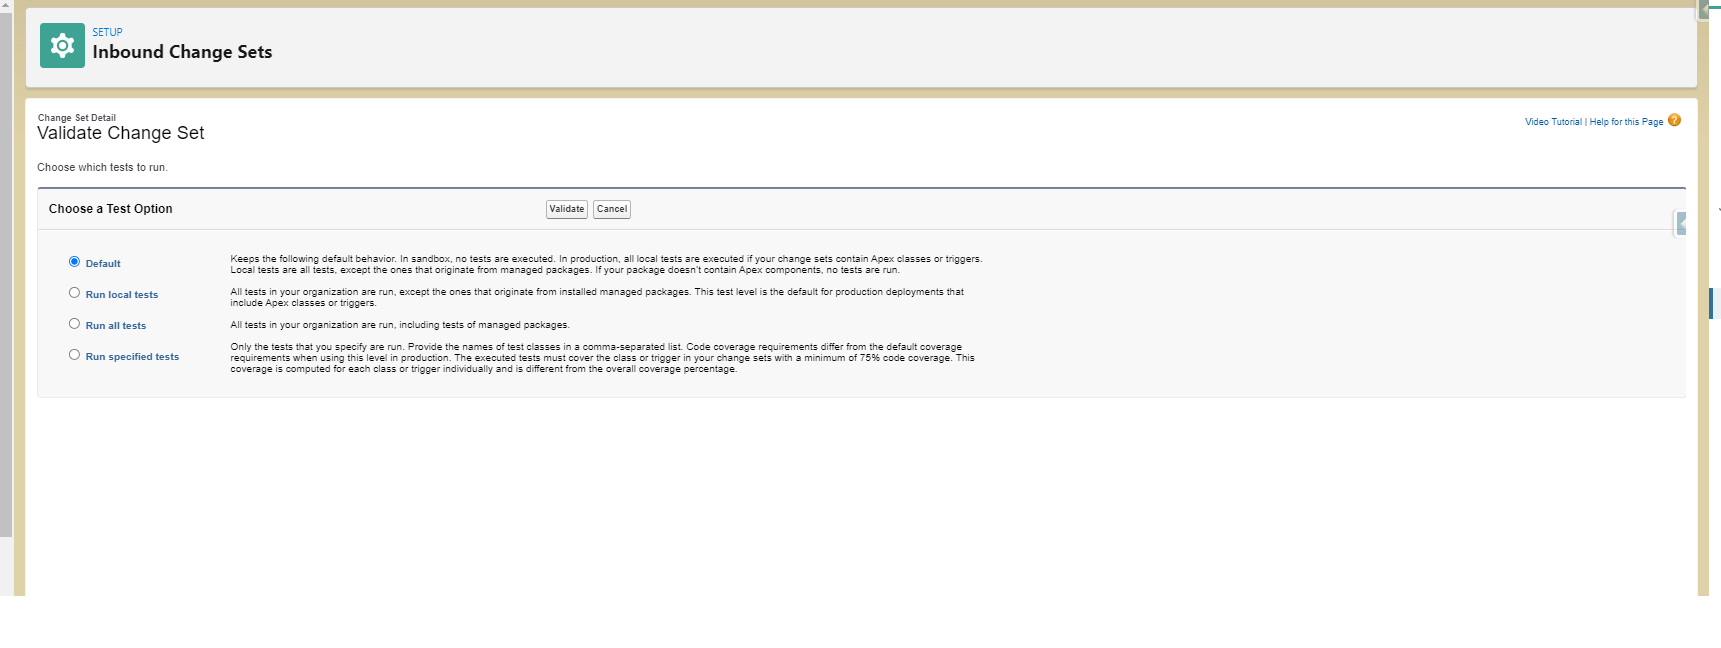 SETUP
Inbound Change Sets
Change Set Detail
Validate Change Set
Video Tutorial | Help for this Page ?
Choose which tests to run.
Choose a Test Option
Validate Cancel
Default
Keeps the following default behavior. In sandbox, no tests are executed. In production, all local tests are executed if your change sets contain Apex classes or triggers.
Local tests are all tests, except the ones that originate from managed packages. If your package doesn't contain Apex components, no tests are run.
Run local tests
All tests in your organization are run, except the ones that originate from installed managed packages. This test level is the default for production deployments that
include Apex classes or triggers.
Run all tests
All tests in your organization are run, including tests of managed packages.
Run specified tests
Only the tests that you specify are run. Provide the names of test classes in a comma-separated list. Code coverage requirements differ from the default coverage
requirements when using this level in production. The executed tests must cover the class or trigger in your change sets with a minimum of 75% code coverage. This
coverage is computed for each class or trigger individually and is different from the overall coverage percentage.